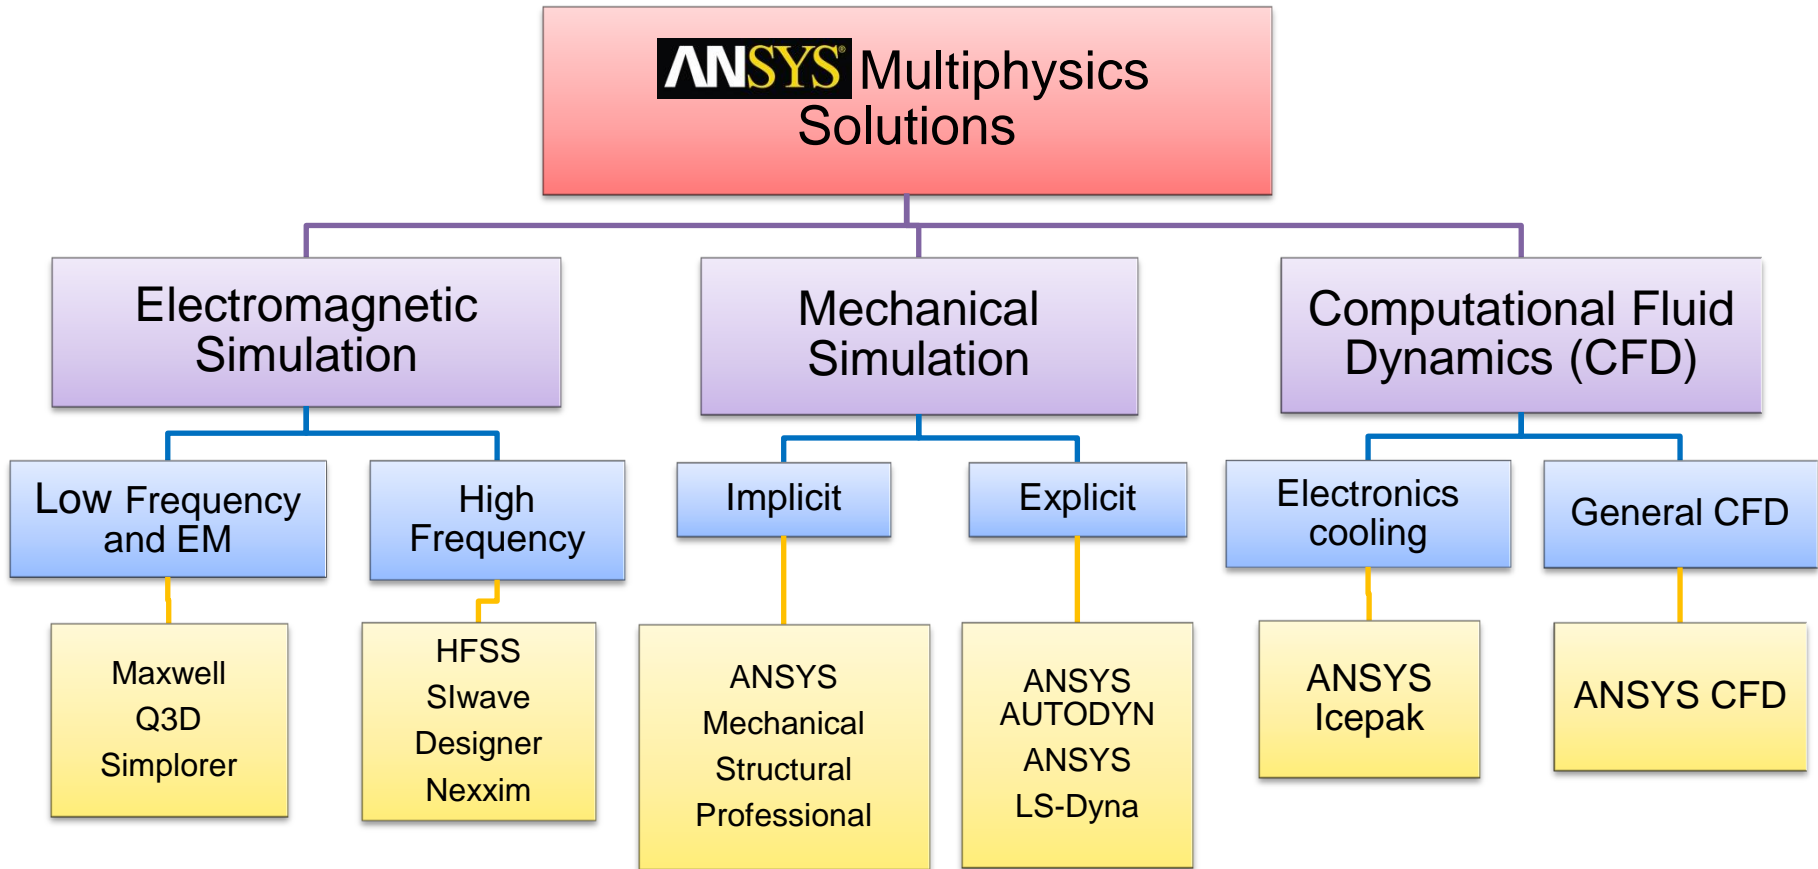 ANSYS® Multiphysics
Solutions
Electromagnetic
Simulation
Mechanical
Simulation
Computational Fluid
Dynamics (CFD)
Low Frequency
and EM
High
Frequency
Implicit
Explicit
Electronics
cooling
General CFD
Maxwell
Q3D
Simplorer
HFSS
SIwave
Designer
Nexxim
ANSYS
Mechanical
Structural
Professional
ANSYS
AUTODYN
ANSYS
LS-Dyna
ANSYS
Icepak
ANSYS CFD